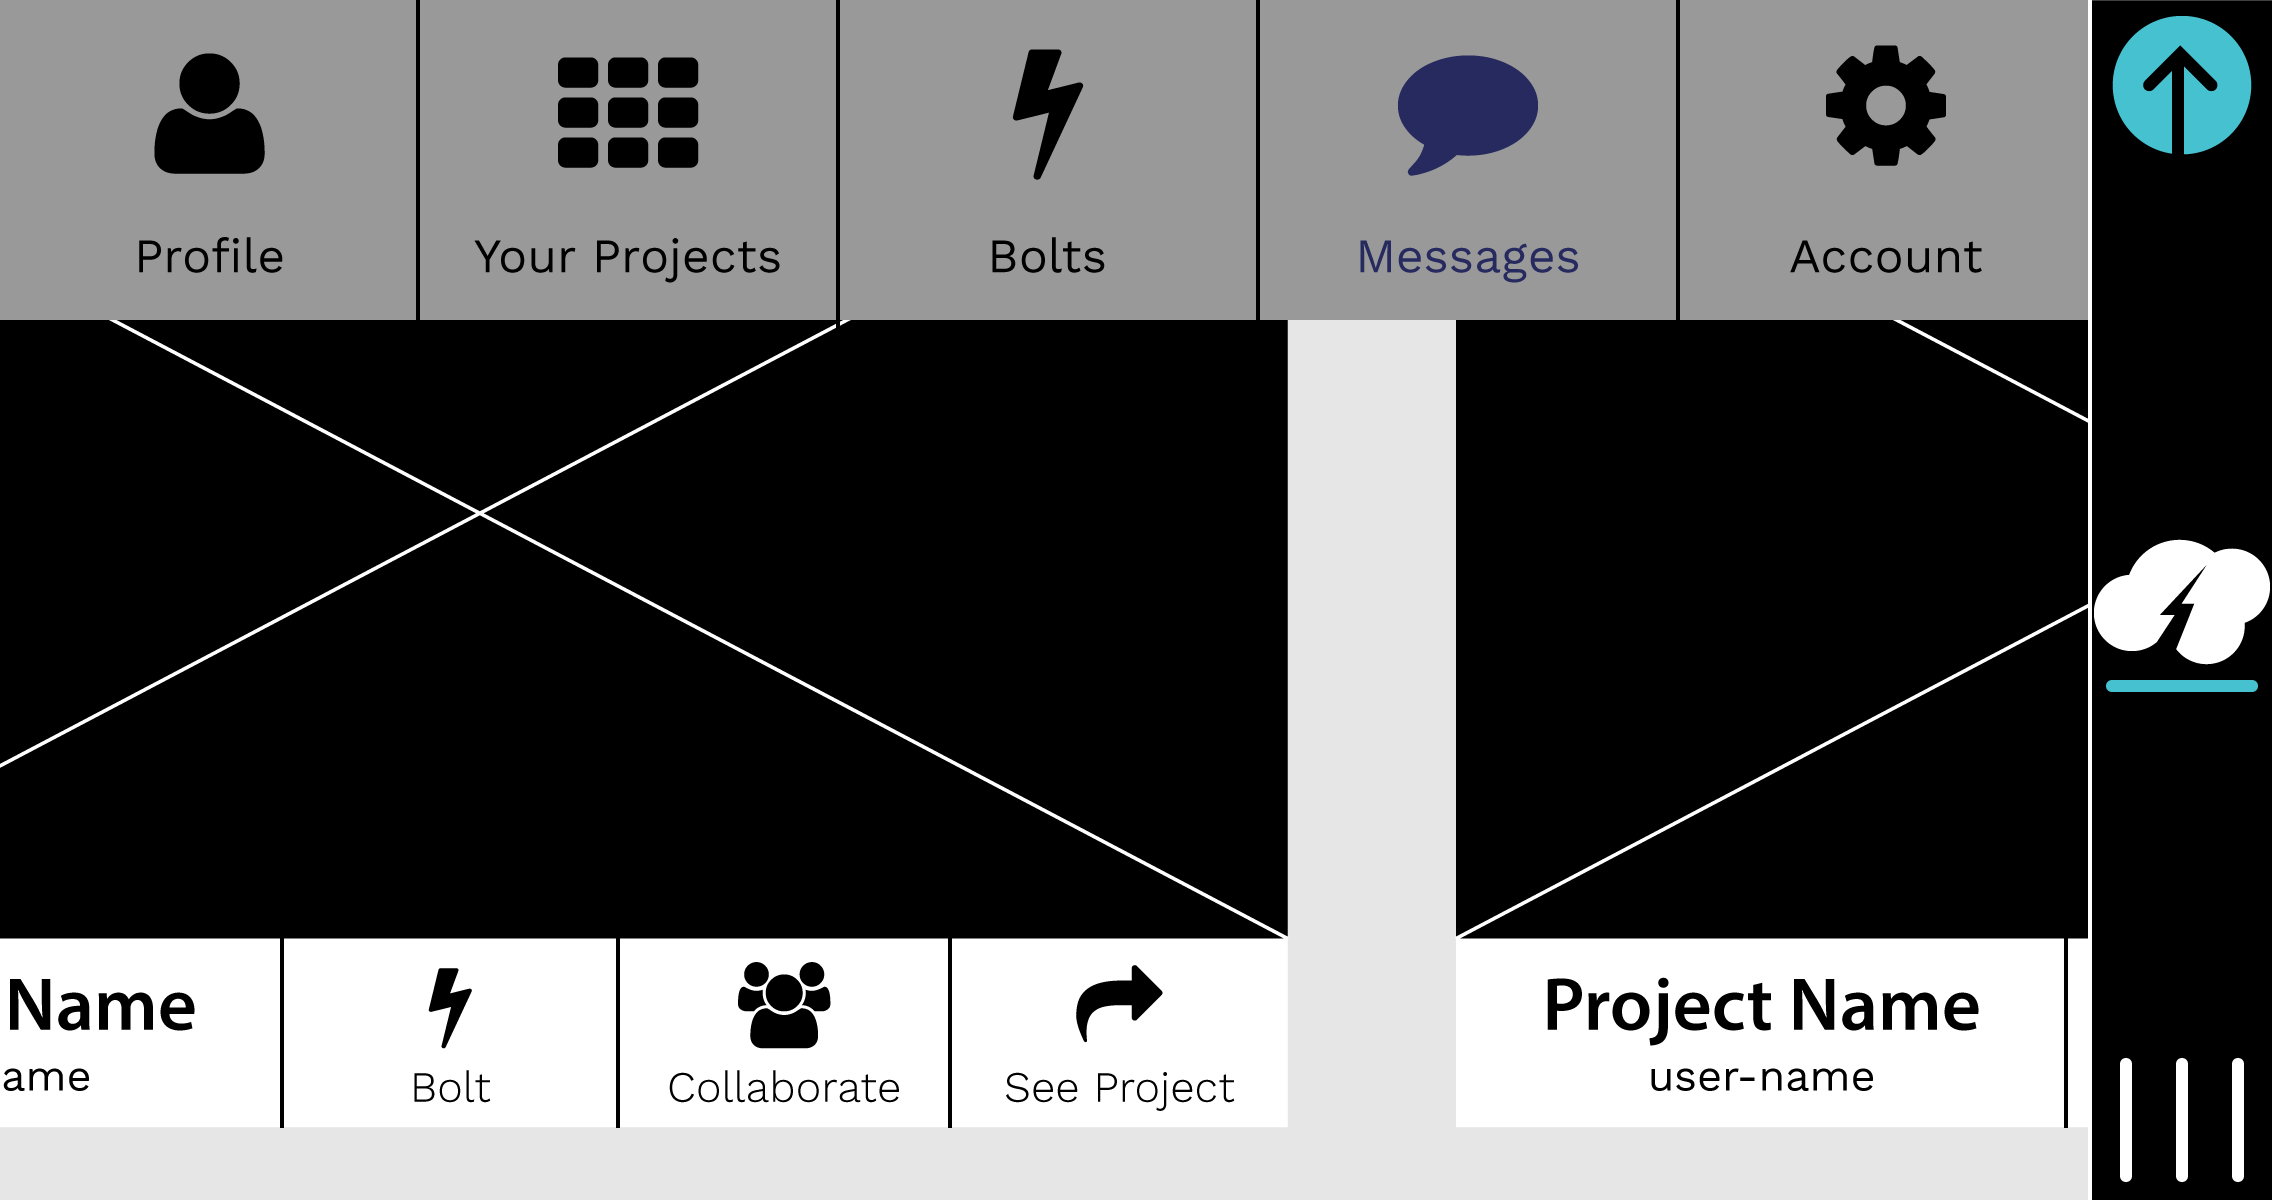 Profile
Your Projects
Bolts
Messages
Account
Name
ame
Bolt
Collaborate
See Project
Project Name
user-name